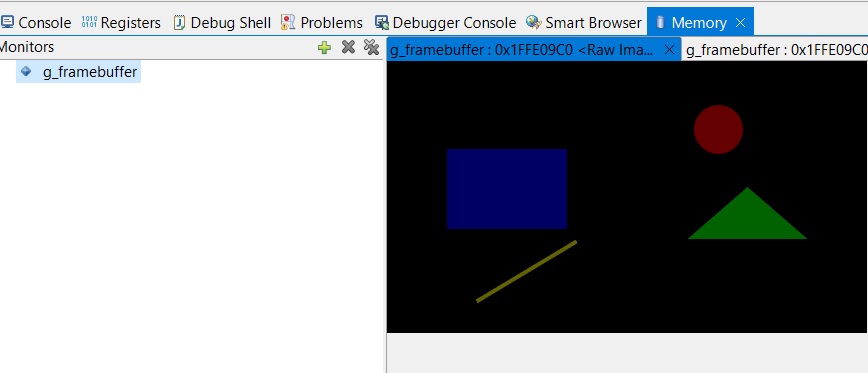 Console Registers Debug Shell Problems Debugger Console Smart Browser Memory
Monitors
g_framebuffer : 0x1FFE09C0 <Raw Ima... g_framebuffer : 0x1FFE09C0
g_framebuffer